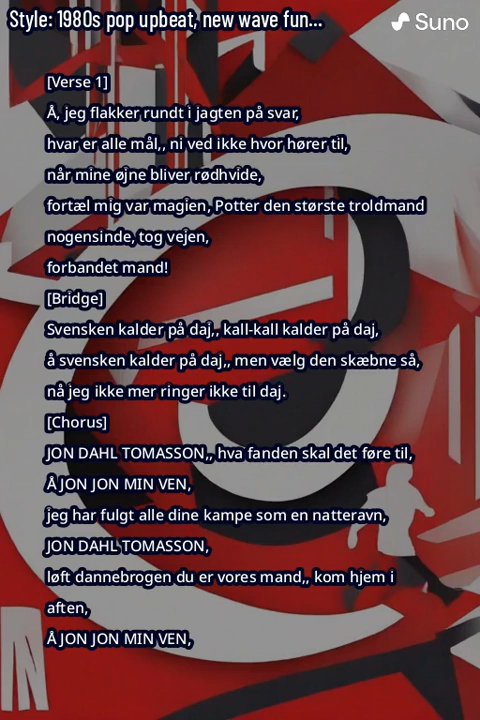 Style: 1980s pop upbeat, new wave fun...
Suno
[Verse 1]
Å, jeg flakker rundt i jagten på svar,
hvar er alle mål,, ni ved ikke hvor hører til,
når mine øjne bliver rødhvide,
fortæl mig var magien, Potter den største troldmand
nogensinde, tog vejen,
forbandet mand!
[Bridge]
Svensken kalder på daj,, kall-kall kalder på daj,
å svensken kalder på daj,, men vælg den skæbne så,
nå jeg ikke mer ringer ikke til daj.
[Chorus]
JON DAHL TOMASSON,, hva fanden skal det føre til,
Å JON JON MIN VEN,
jeg har fulgt alle dine kampe som en natteravn,
JON DAHL TOMASSON,
løft dannebrogen du er vores mand,, kom hjem i
aften,
Å JON JON MIN VEN,